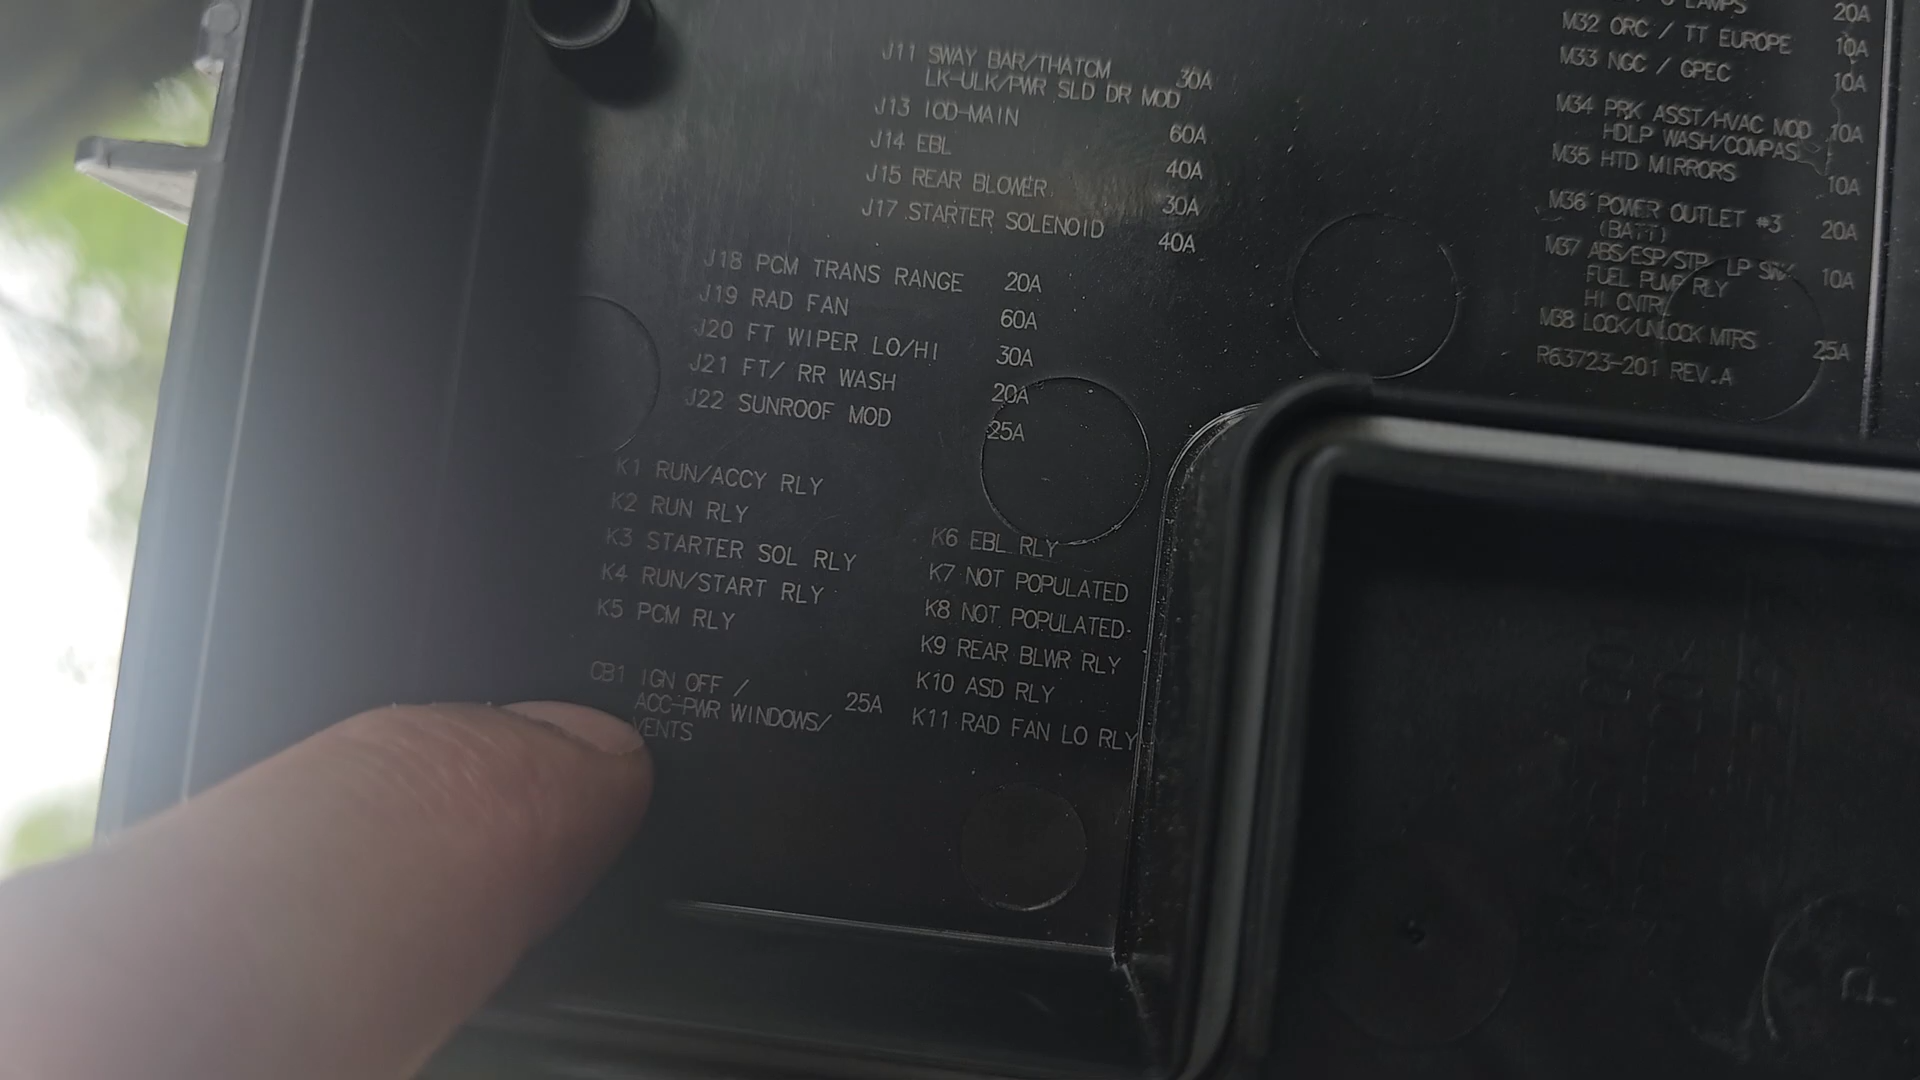 J11 SWAY BAR/THATCM 30A
LK-ULK/PWR SLD DR MOD
J13 IOD-MAIN 60A
J14 EBL 40A
J15 REAR BLOWER 30A
J17 STARTER SOLENOID 40A
J18 PCM TRANS RANGE 20A
J19 RAD FAN 60A
J20 FT WIPER LO/HI 30A
J21 FT/ RR WASH 20A
J22 SUNROOF MOD 25A
K1 RUN/ACCY RLY
K2 RUN RLY
K3 STARTER SOL RLY
K4 RUN/START RLY
K5 PCM RLY
CB1 IGN OFF / 25A
ACC-PWR WINDOWS/
VENTS
K6 EBL RLY
K7 NOT POPULATED
K8 NOT POPULATED
K9 REAR BLWR RLY
K10 ASD RLY
K11 RAD FAN LO RLY
LAMPS 20A
M32 ORC / TT EUROPE 10A
M33 NGC / GPEC 10A
M34 PRK ASST/HVAC MOD 10A
HDLP WASH/COMPAS
M35 HTD MIRRORS 10A
M36 POWER OUTLET #3 20A
(BATT)
M37 ABS/ESP/STP LP SW 10A
FUEL PUMP RLY
HI CNTRL
M38 LOCK/UNLOCK MTRS 25A
R63723-201 REV.A